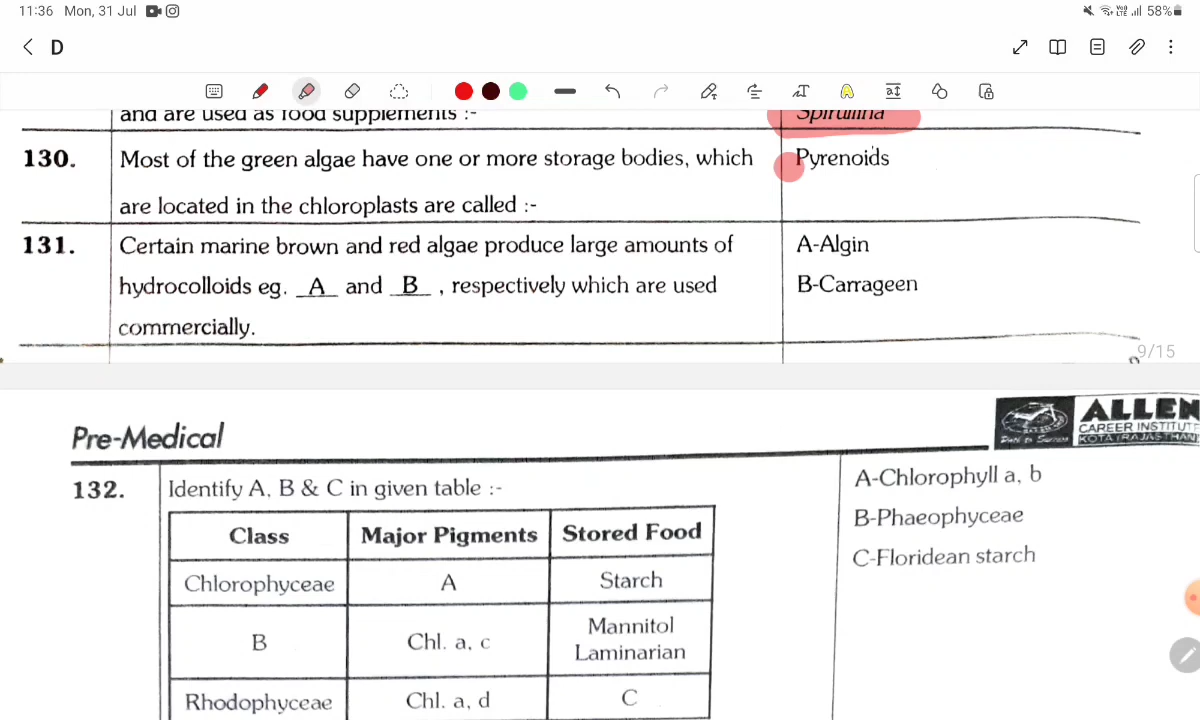 11:36 Mon, 31 Jul
58%
D
and are used as food supplements :- Spirulina
130. Most of the green algae have one or more storage bodies, which Pyrenoids
are located in the chloroplasts are called :-
131. Certain marine brown and red algae produce large amounts of A-Algin
hydrocolloids eg. A and B , respectively which are used B-Carrageen
commercially.
9/15
Pre-Medical
ALLEN
CAREER INSTITUTE
KOTA (RAJASTHAN)
132. Identify A, B & C in given table :- A-Chlorophyll a, b
B-Phaeophyceae
C-Floridean starch
Class Major Pigments Stored Food
Chlorophyceae A Starch
B Chl. a, c Mannitol
Laminarian
Rhodophyceae Chl. a, d C